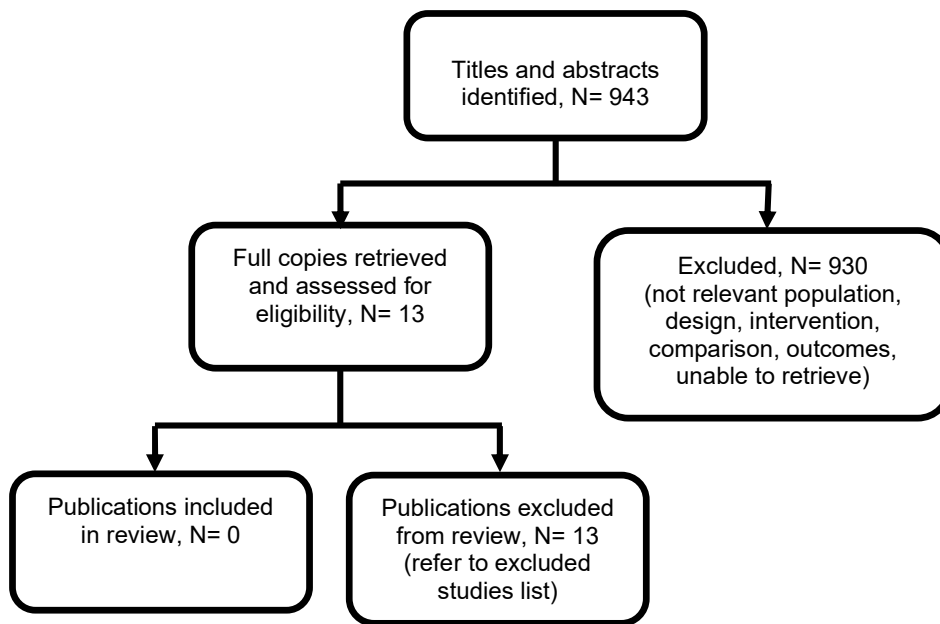 Titles and abstracts
identified, N= 943
Full copies retrieved
and assessed for
eligibility, N= 13
Excluded, N= 930
(not relevant population,
design, intervention,
comparison, outcomes,
unable to retrieve)
Publications included
in review, N= 0
Publications excluded
from review, N= 13
(refer to excluded
studies list)